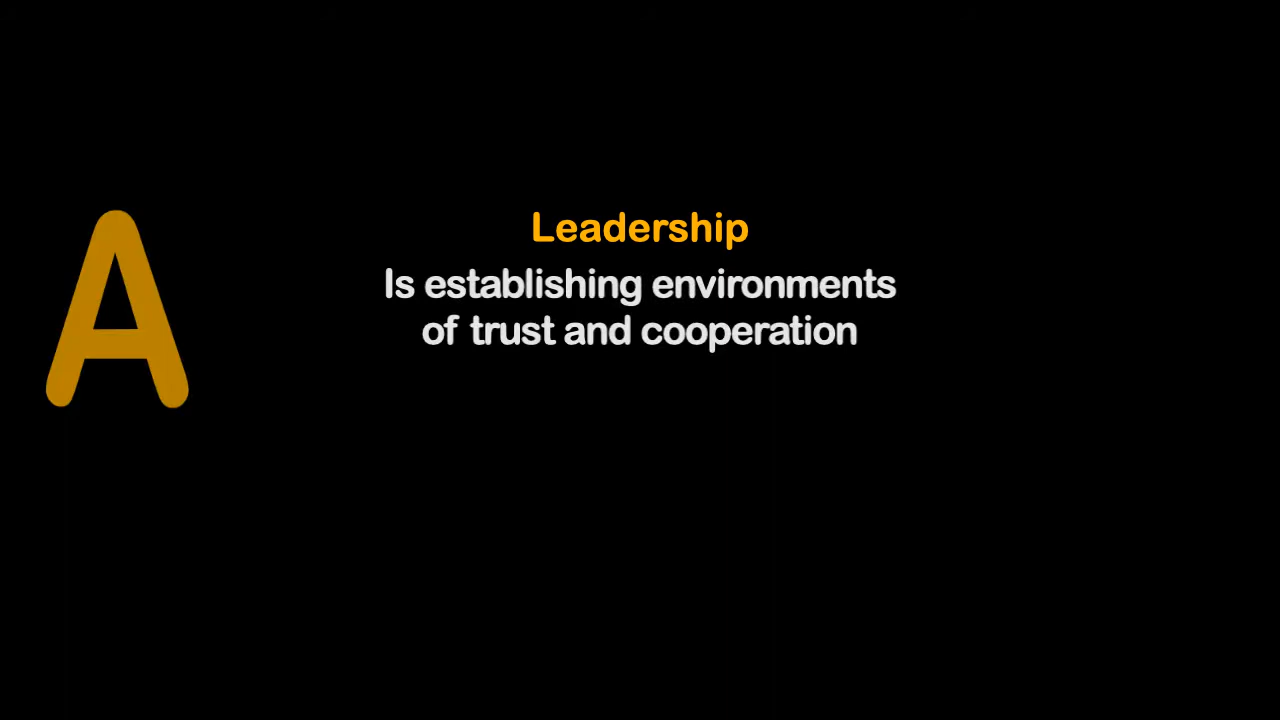 A
Leadership
Is establishing environments
of trust and cooperation